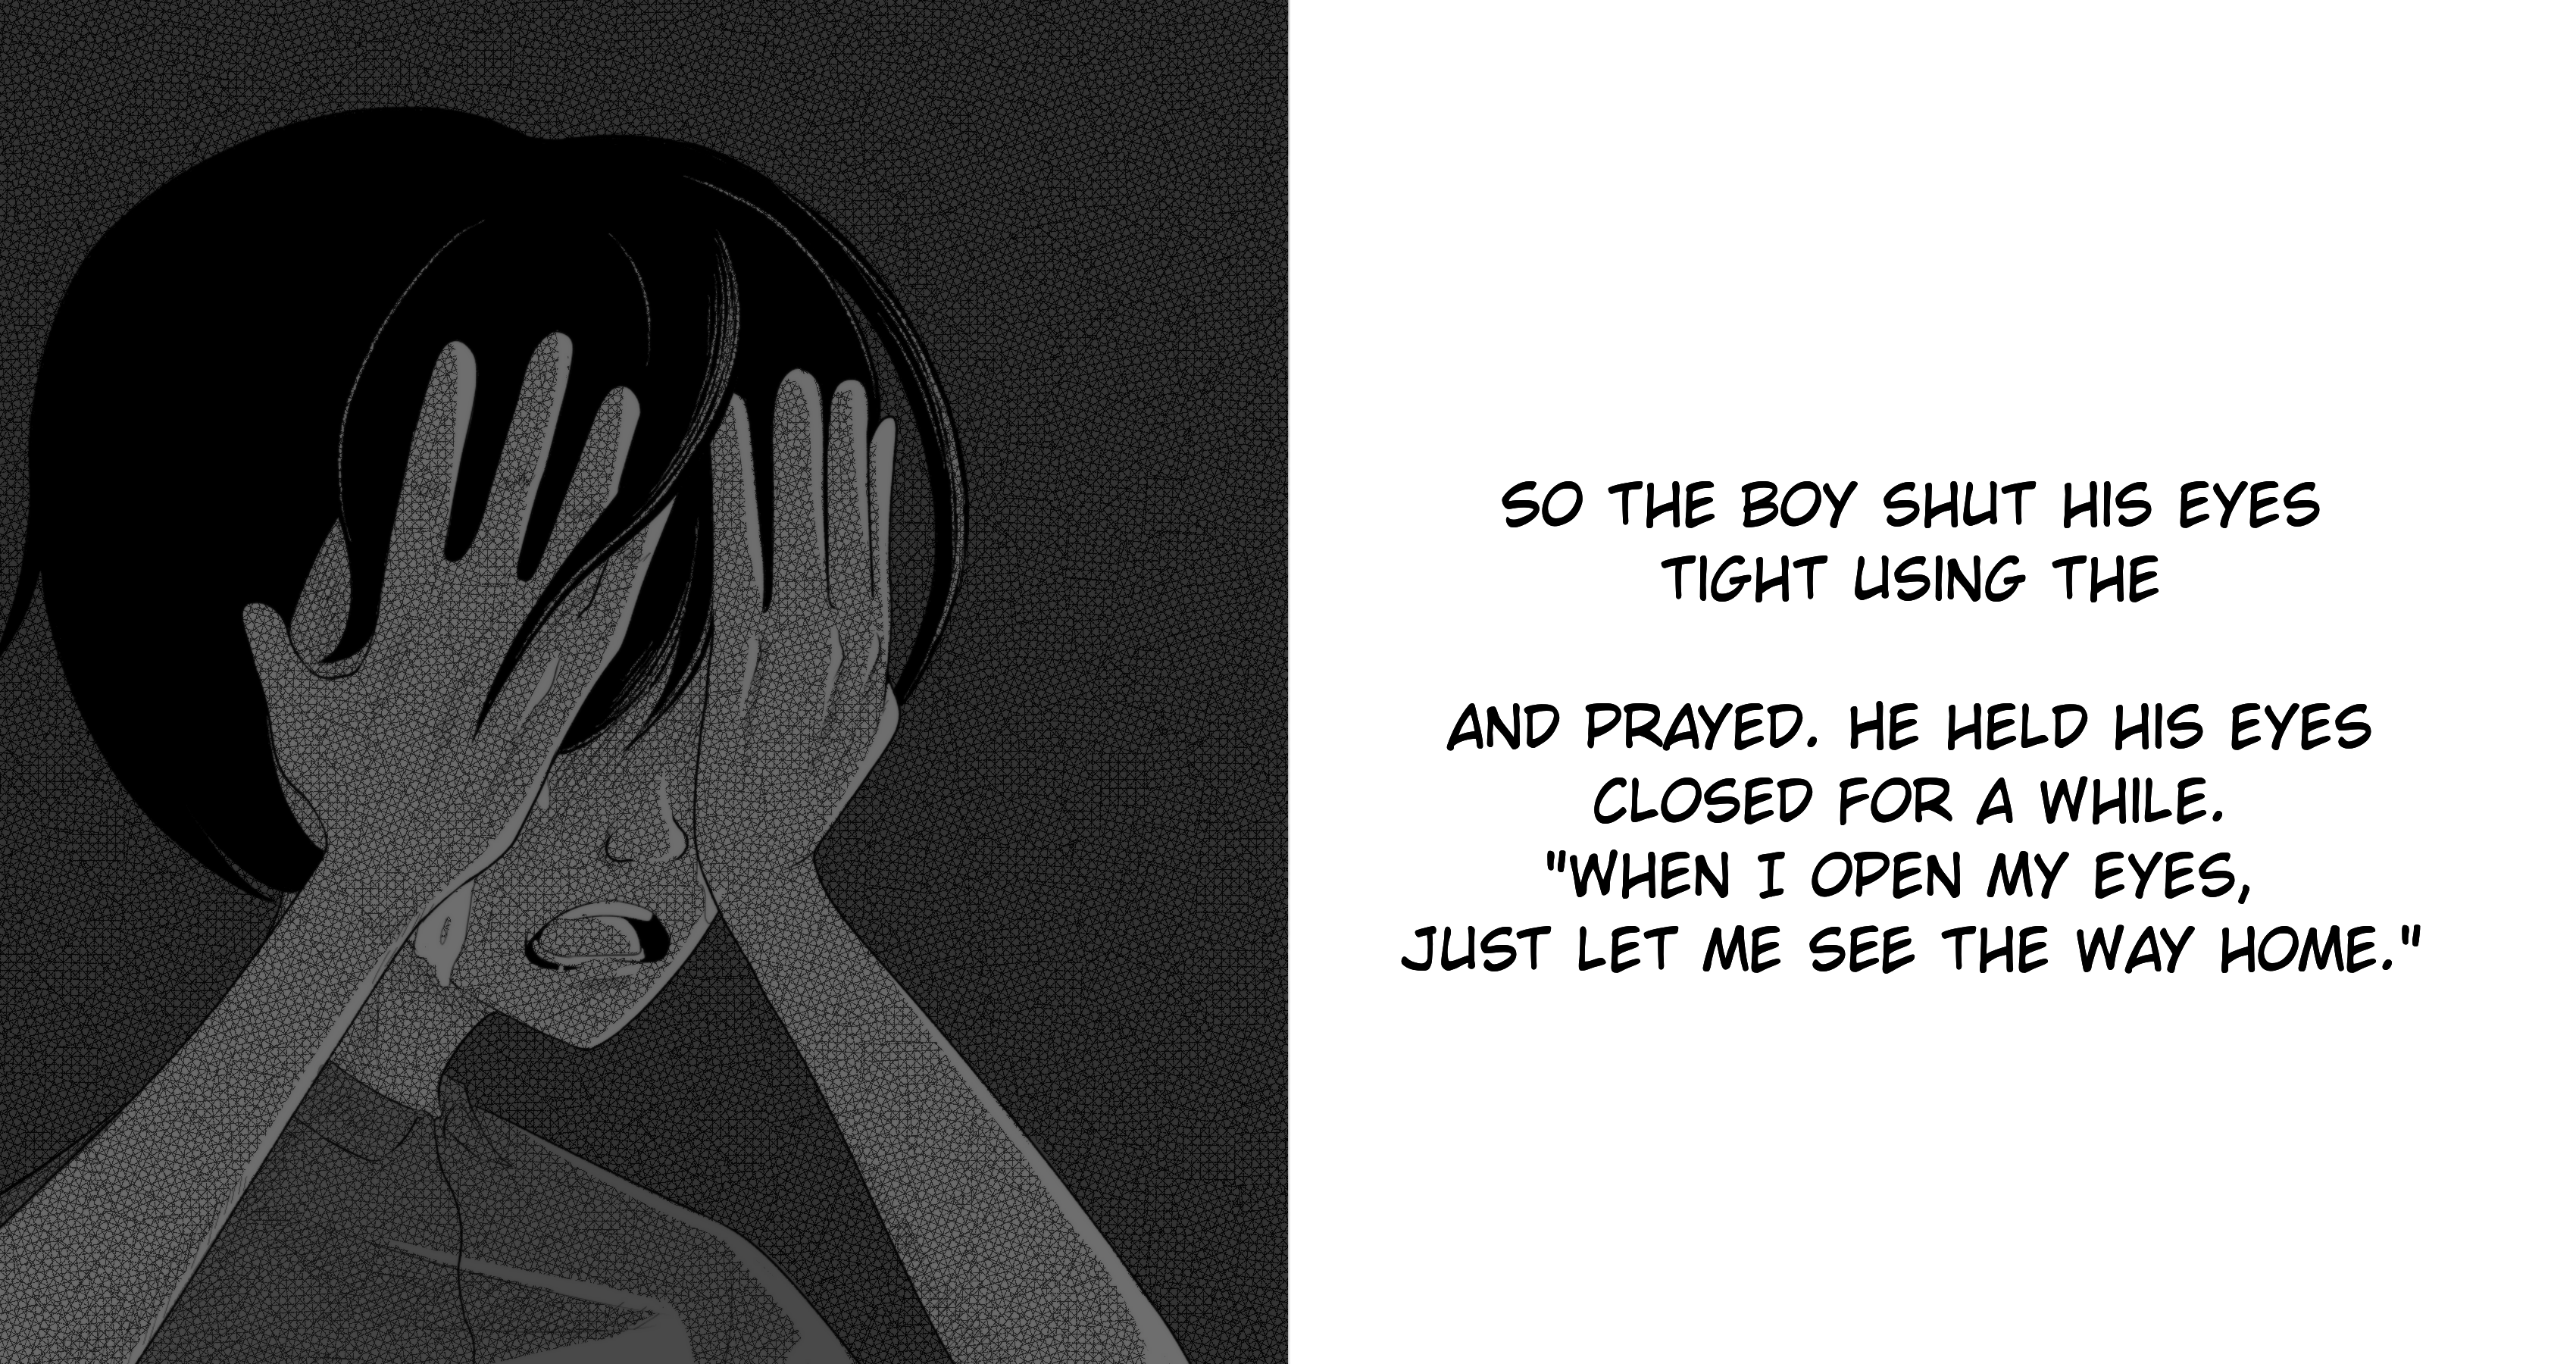 SO THE BOY SHUT HIS EYES
TIGHT USING THE
AND PRAYED. HE HELD HIS EYES
CLOSED FOR A WHILE.
"WHEN I OPEN MY EYES,
JUST LET ME SEE THE WAY HOME."